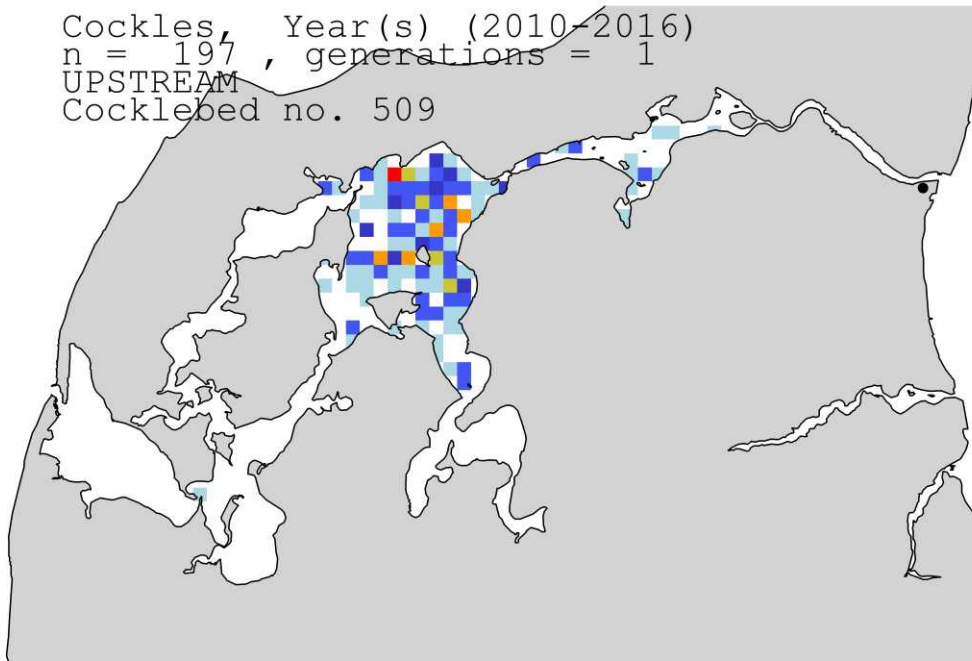 Cockles, Year(s) (2010-2016)
n = 197 , generations = 1
UPSTREAM
Cocklebed no. 509